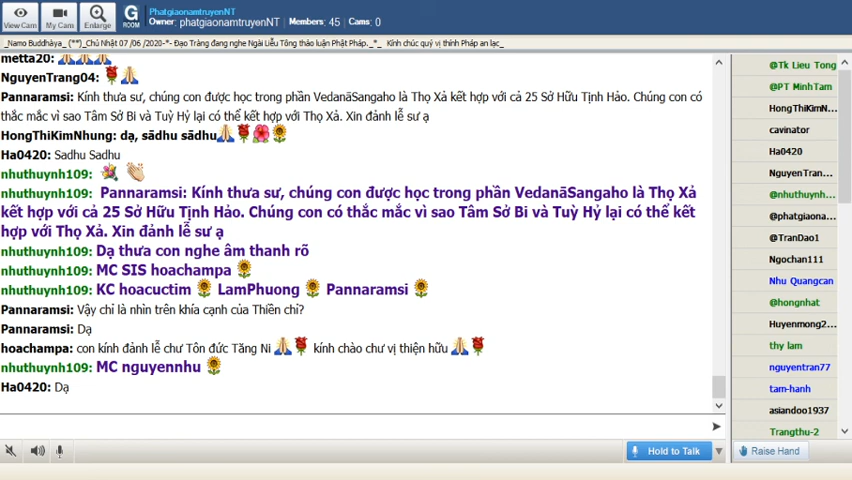 View Cam
My Cam
Enlarge
G
ROOM
PhatgiaonamtruyenNT
Owner: phatgiaonamtruyenNT | Members: 45 | Cams: 0
_Namo Buddhàya_ (**)_Chủ Nhật 07 /06 /2020-*- Đạo Tràng đang nghe Ngài Liễu Tông thảo luận Phật Pháp._*_ Kính chúc quý vị thính Pháp an lạc_
metta20:
NguyenTrang04:
Pannaramsi: Kính thưa sư, chúng con được học trong phần VedanāSangaho là Thọ Xả kết hợp với cả 25 Sở Hữu Tịnh Hảo. Chúng con có
thắc mắc vì sao Tâm Sở Bi và Tuỳ Hỷ lại có thể kết hợp với Thọ Xả. Xin đảnh lễ sư ạ
HongThiKimNhung: dạ, sādhu sādhu
Ha0420: Sadhu Sadhu
nhuthuynh109:
nhuthuynh109: Pannaramsi: Kính thưa sư, chúng con được học trong phần VedanāSangaho là Thọ Xả
kết hợp với cả 25 Sở Hữu Tịnh Hảo. Chúng con có thắc mắc vì sao Tâm Sở Bi và Tuỳ Hỷ lại có thể kết
hợp với Thọ Xả. Xin đảnh lễ sư ạ
nhuthuynh109: Dạ thưa con nghe âm thanh rõ
nhuthuynh109: MC SIS hoachampa
nhuthuynh109: KC hoacuctim LamPhuong Pannaramsi
Pannaramsi: Vậy chỉ là nhìn trên khía cạnh của Thiền chỉ?
Pannaramsi: Dạ
hoachampa: con kính đảnh lễ chư Tôn đức Tăng Ni kính chào chư vị thiện hữu
nhuthuynh109: MC nguyennhu
Ha0420: Dạ
Hold to Talk
@Tk Lieu Tong
@PT MinhTam
HongThiKimN...
cavinator
Ha0420
NguyenTran...
@nhuthuynh...
@phatgiaona...
@TranDao1
Ngochan111
Nhu Quangcan
@hongnhat
Huyenmong2...
thy lam
nguyentran77
tam-hanh
asiandoo1937
Trangthu-2
Raise Hand